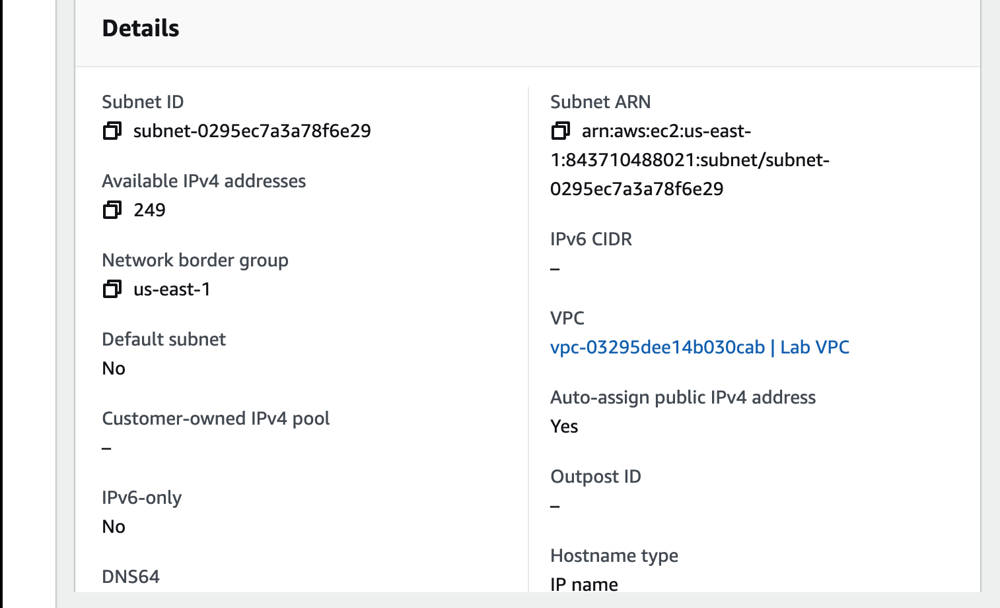 Details
Subnet ID
subnet-0295ec7a3a78f6e29
Available IPv4 addresses
249
Network border group
us-east-1
Default subnet
No
Customer-owned IPv4 pool
–
IPv6-only
No
DNS64
Subnet ARN
arn:aws:ec2:us-east-
1:843710488021:subnet/subnet-
0295ec7a3a78f6e29
IPv6 CIDR
–
VPC
vpc-03295dee14b030cab | Lab VPC
Auto-assign public IPv4 address
Yes
Outpost ID
–
Hostname type
IP name